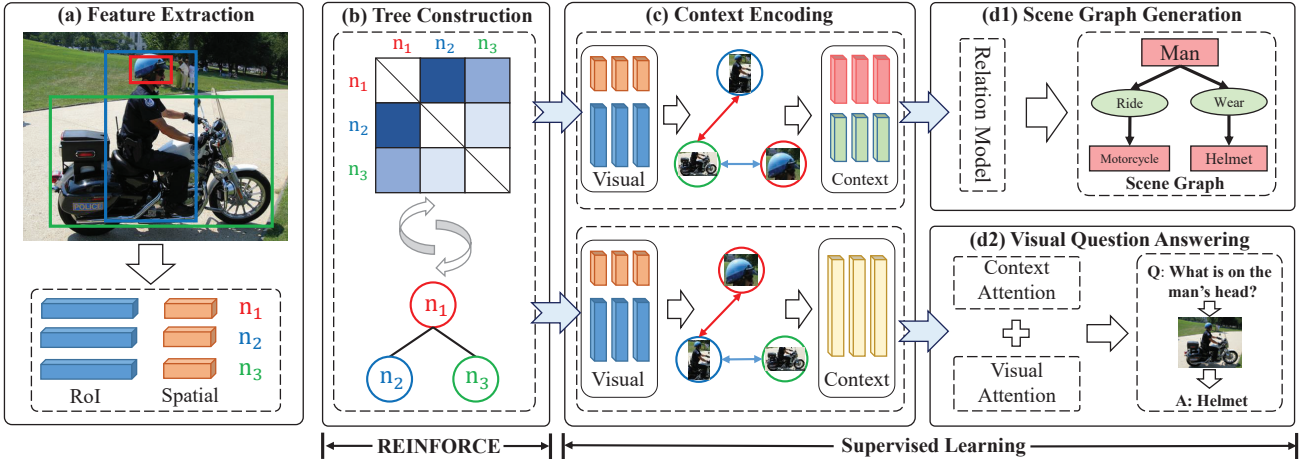 (a) Feature Extraction
POLICE
RoI
Spatial
n1
n2
n3
(b) Tree Construction
n1
n2
n3
n1
n2
n3
n1
n2
n3
REINFORCE
(c) Context Encoding
Visual
Context
Visual
Context
(d1) Scene Graph Generation
Relation Model
Man
Ride
Wear
Motorcycle
Helmet
Scene Graph
(d2) Visual Question Answering
Context
Attention
Visual
Attention
Q: What is on the
man's head?
A: Helmet
Supervised Learning